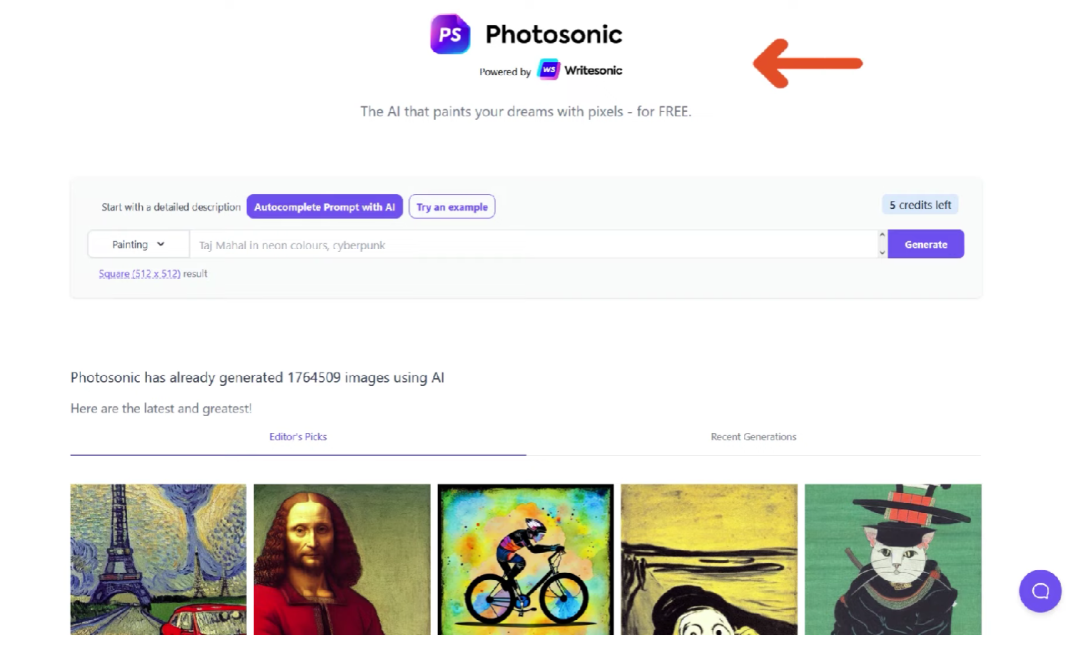 PS Photosonic
Powered by WS Writesonic
The AI that paints your dreams with pixels - for FREE.
Start with a detailed description Autocomplete Prompt with AI Try an example 5 credits left
Painting Taj Mahal in neon colours, cyberpunk Generate
Square (512 x 512) result
Photosonic has already generated 1764509 images using AI
Here are the latest and greatest!
Editor's Picks Recent Generations